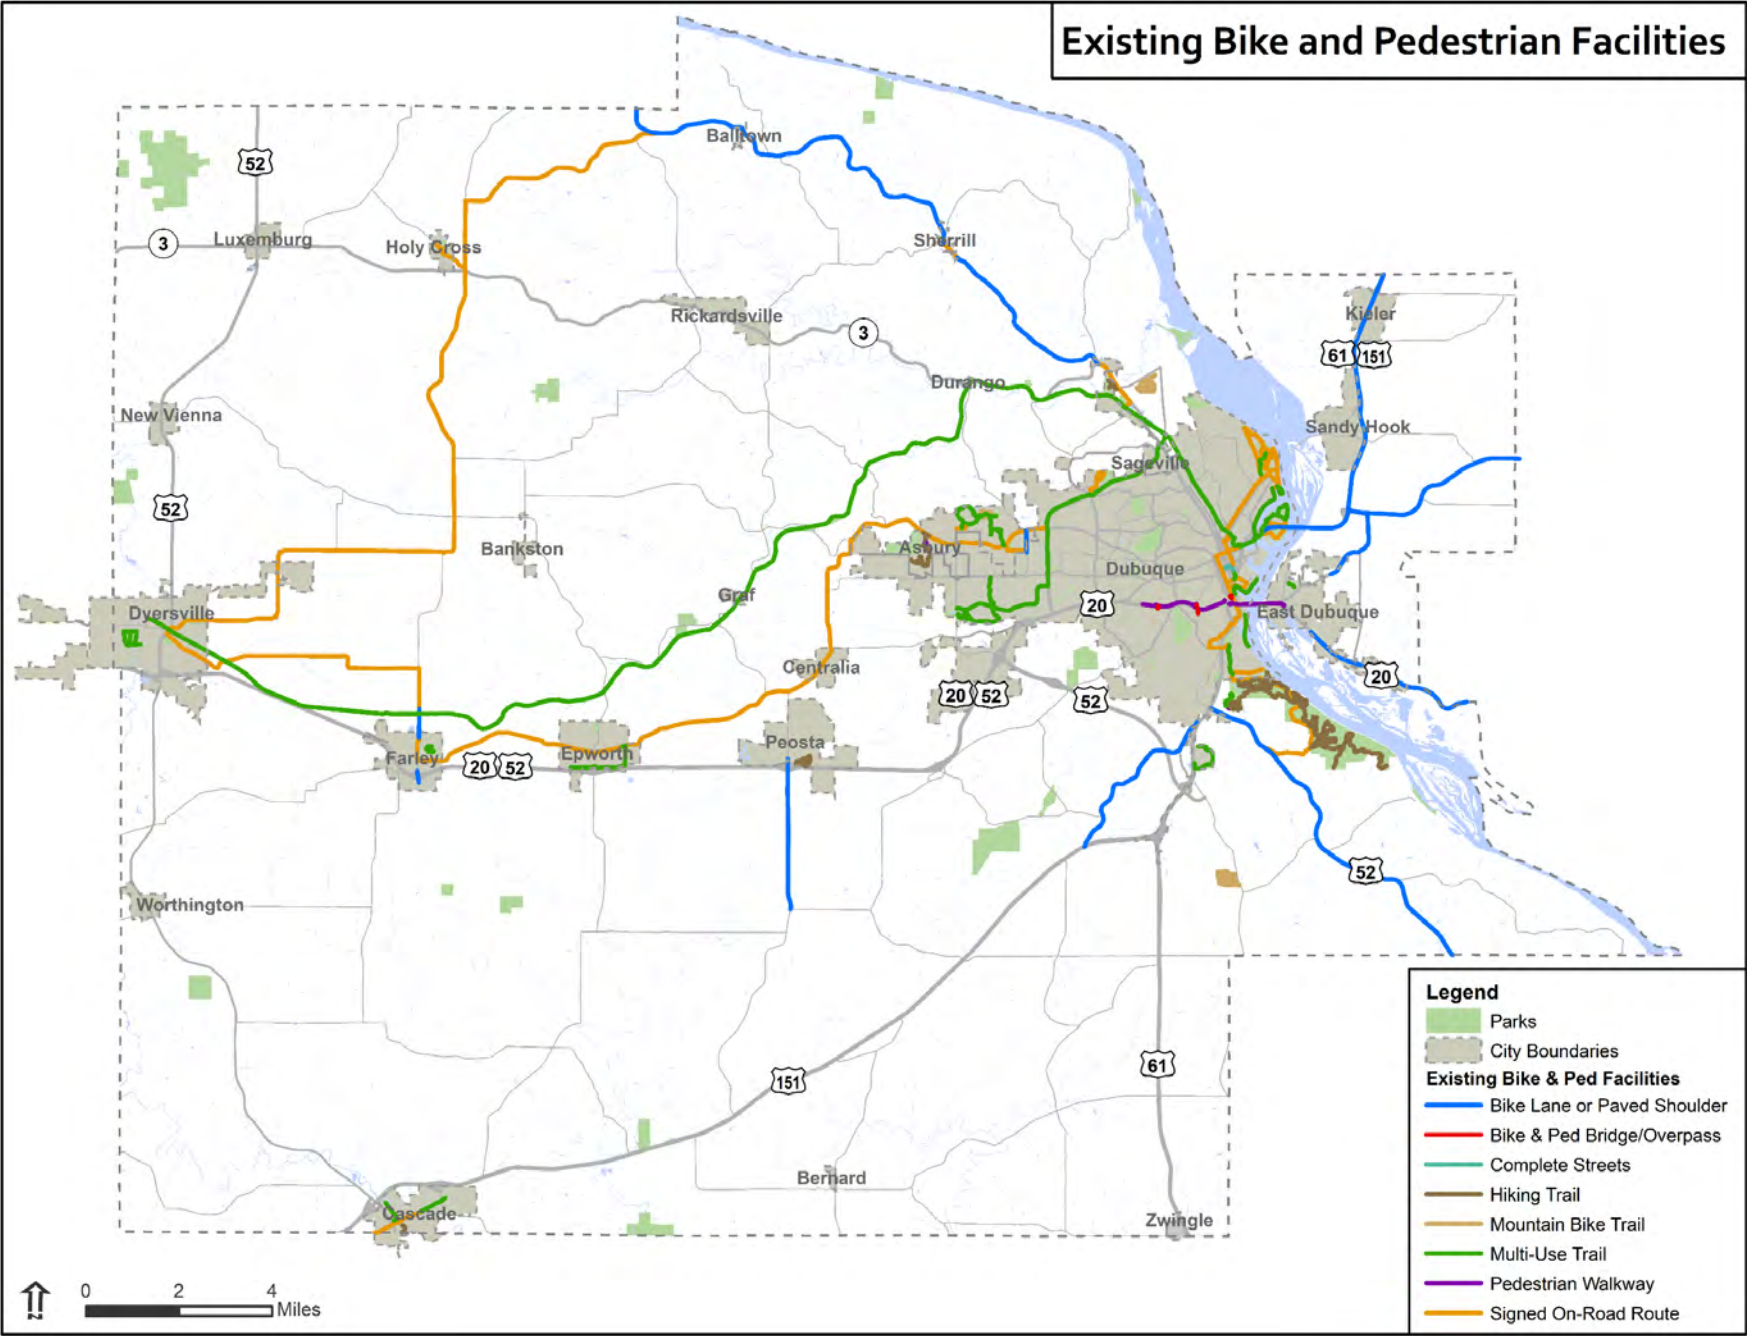 Existing Bike and Pedestrian Facilities
Balltown
52
3
Luxemburg
Holy Cross
Sherrill
Rickardsville
3
Kieler
61
151
Durango
New Vienna
Sandy Hook
Sageville
52
Asbury
Bankston
Dubuque
Graf
20
Dyersville
East Dubuque
Centralia
20
52
52
20
Peosta
Epworth
Farley
20
52
52
Worthington
151
61
Bernard
Cascade
Zwingle
Legend
Parks
City Boundaries
Existing Bike & Ped Facilities
Bike Lane or Paved Shoulder
Bike & Ped Bridge/Overpass
Complete Streets
Hiking Trail
Mountain Bike Trail
Multi-Use Trail
Pedestrian Walkway
Signed On-Road Route
N
0 2 4
Miles